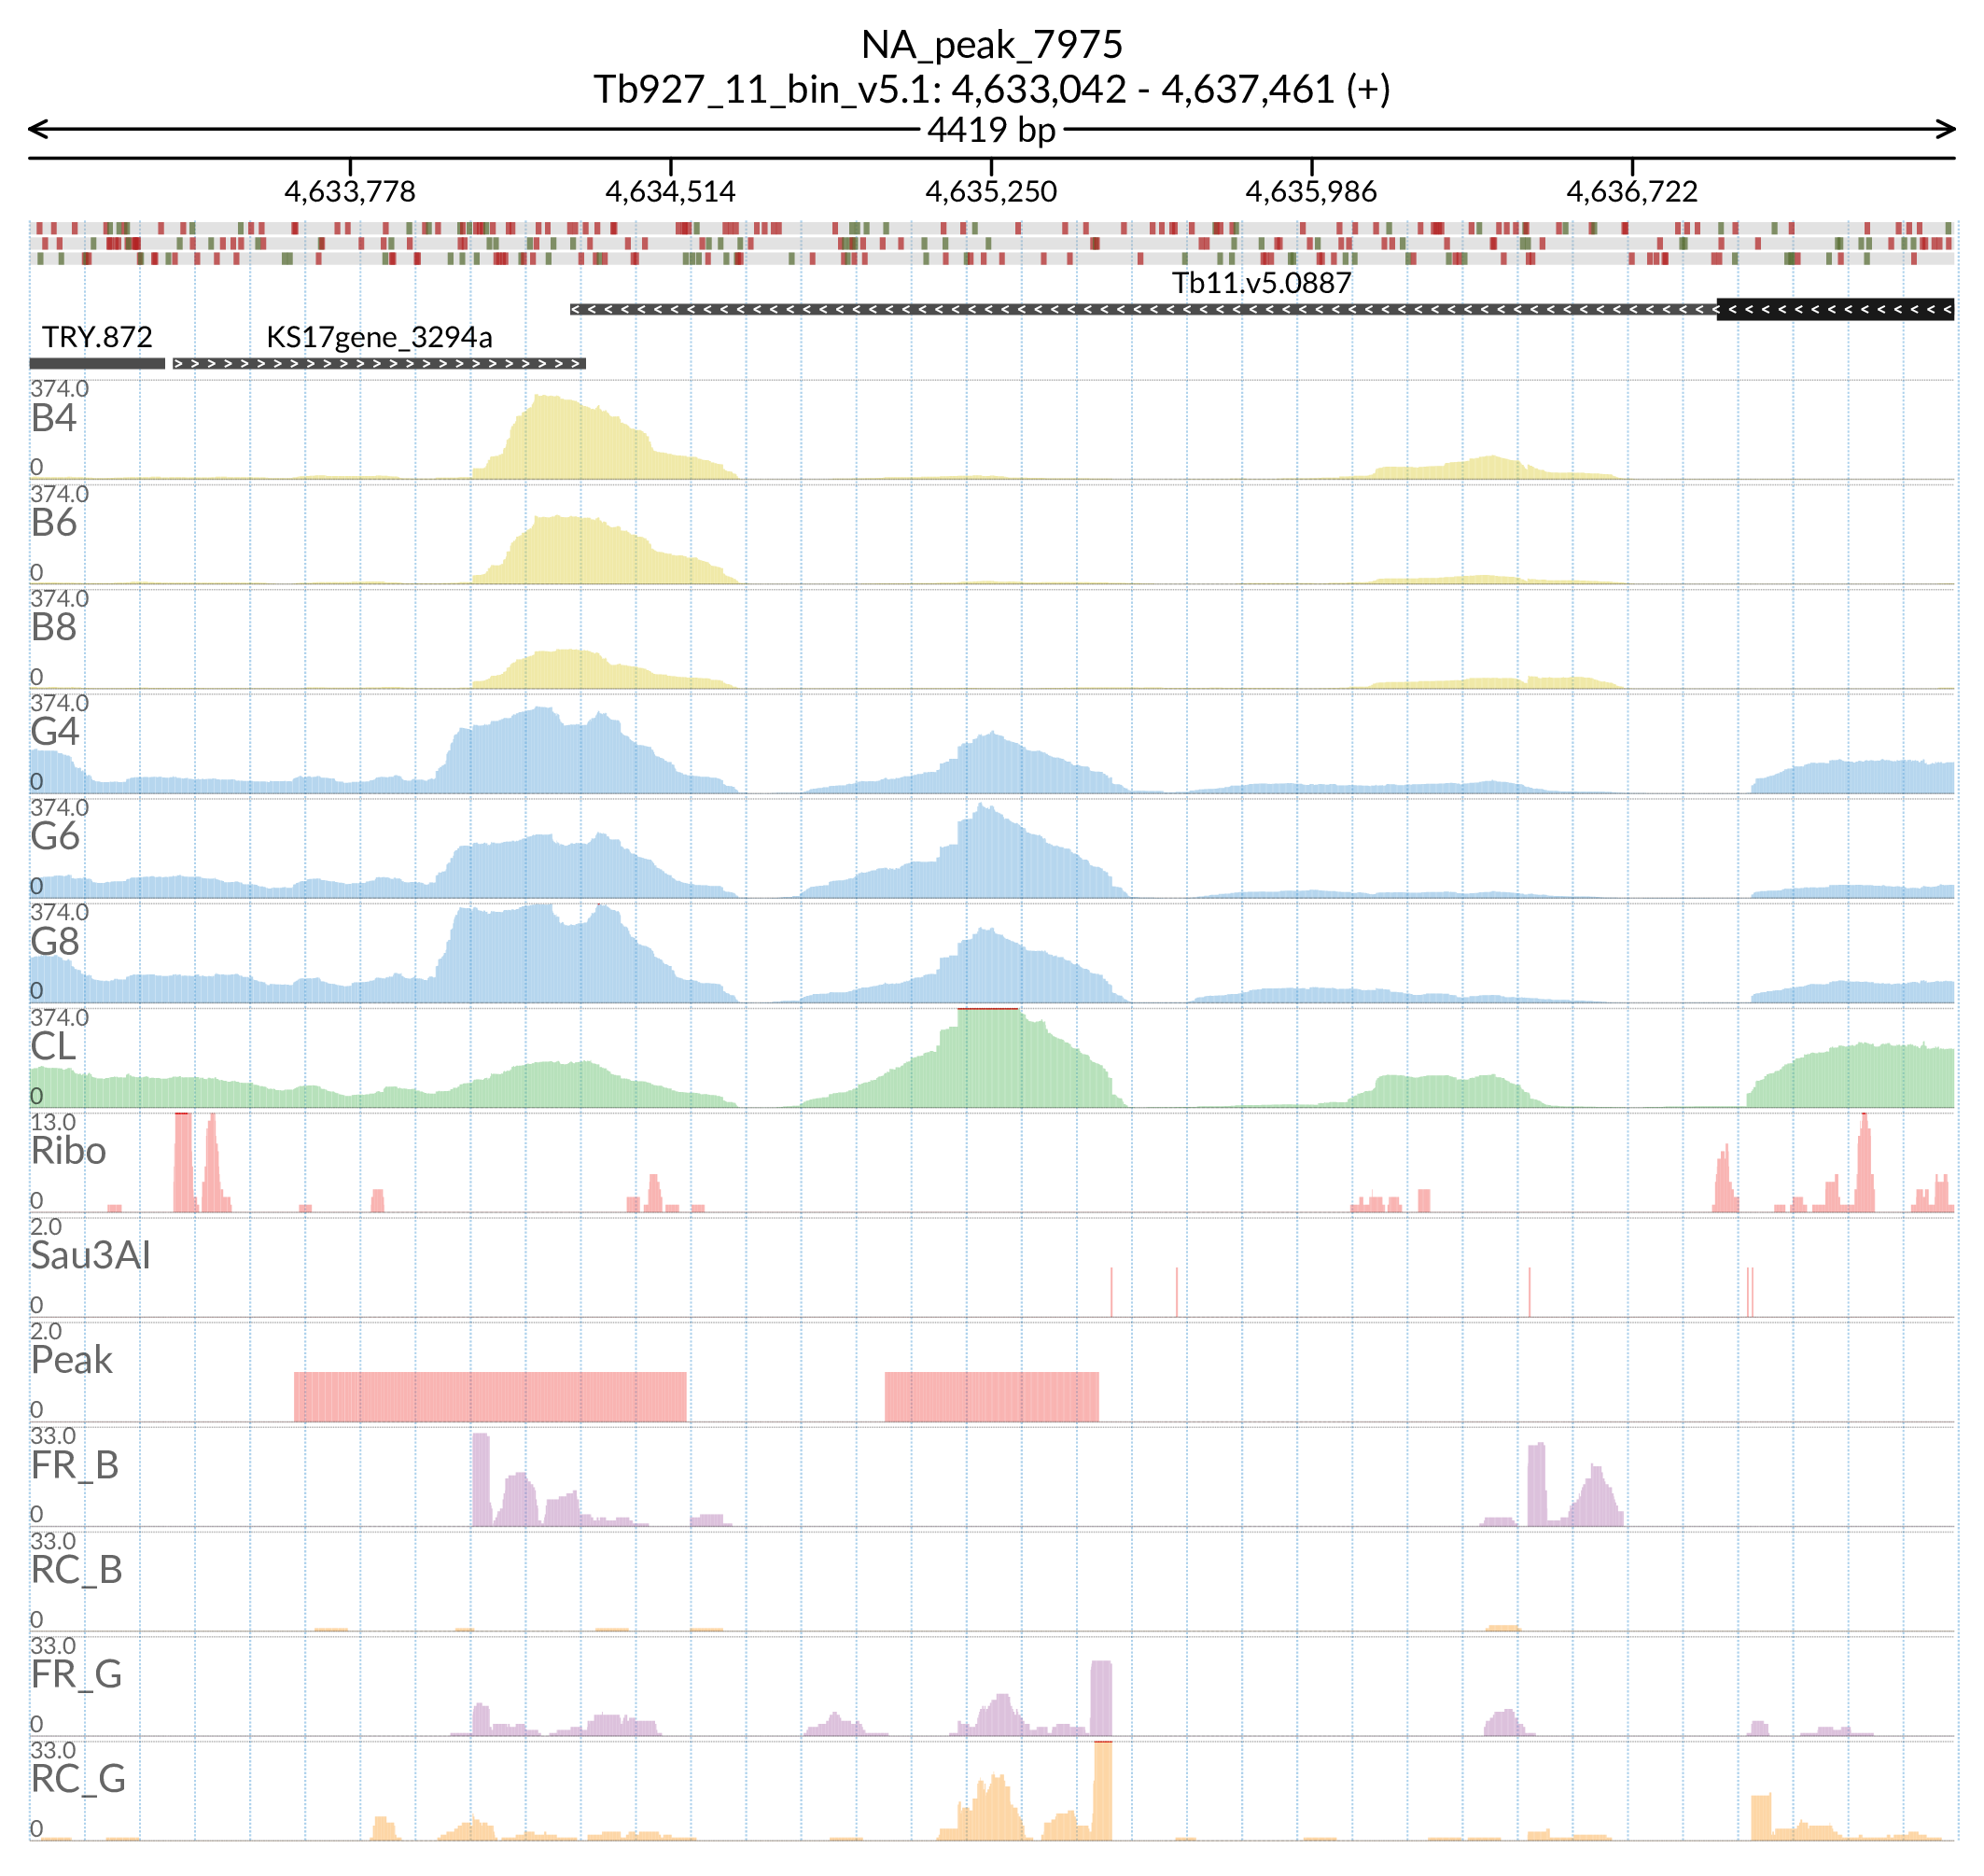 NA_peak_7975
Tb927_11_bin_v5.1: 4,633,042 - 4,637,461 (+)
4419 bp
4,633,778 4,634,514 4,635,250 4,635,986 4,636,722
Tb11.v5.0887
TRY.872 KS17gene_3294a
374.0
B4
0
374.0
B6
0
374.0
B8
0
374.0
G4
0
374.0
G6
0
374.0
G8
0
374.0
CL
0
13.0
Ribo
0
2.0
Sau3AI
0
2.0
Peak
0
33.0
FR_B
0
33.0
RC_B
0
33.0
FR_G
0
33.0
RC_G
0